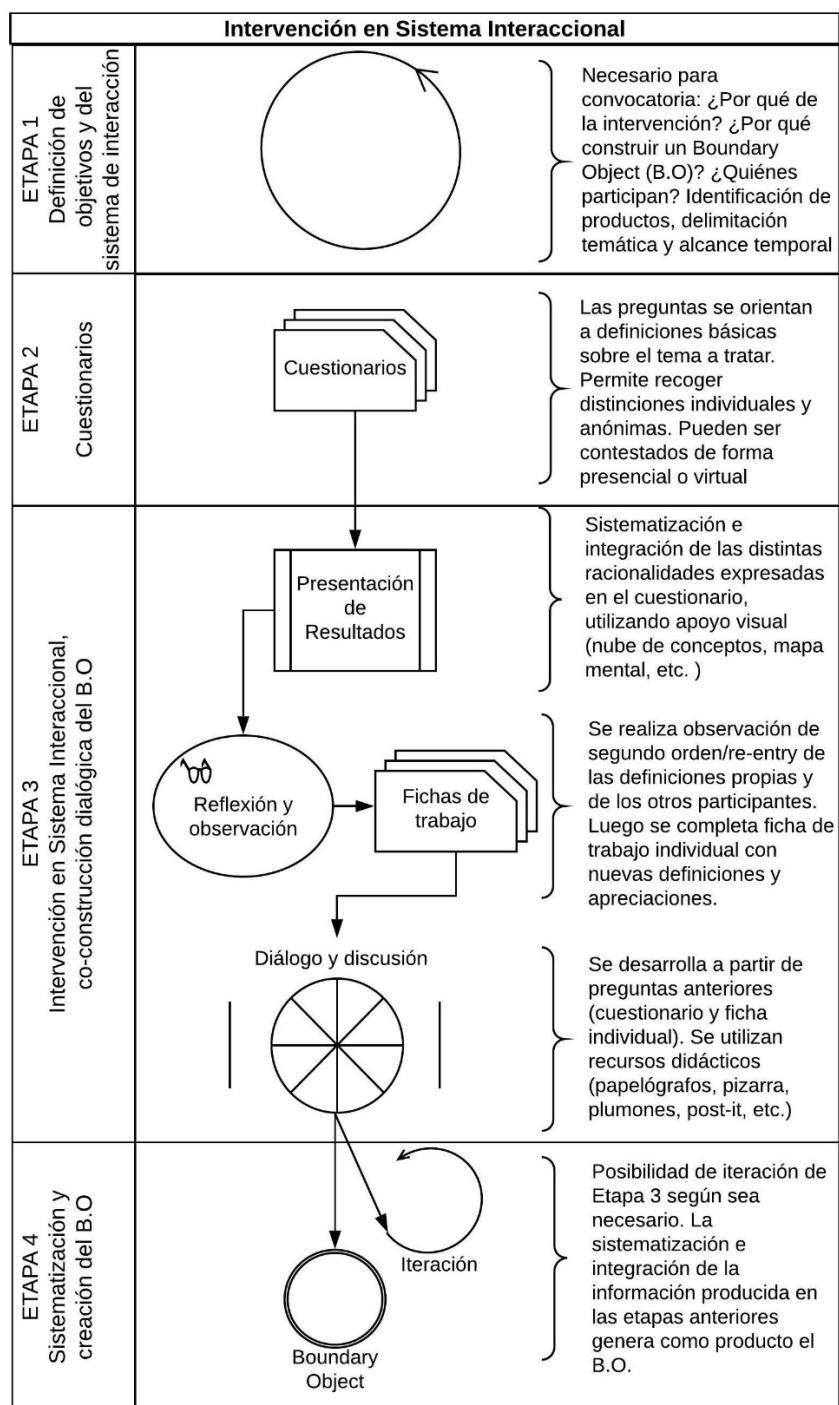 Intervención en Sistema Interaccional
ETAPA 1
Definición de
objetivos y del
sistema de interacción
Necesario para
convocatoria: ¿Por qué de
la intervención? ¿Por qué
construir un Boundary
Object (B.O)? ¿Quiénes
participan? Identificación de
productos, delimitación
temática y alcance temporal
ETAPA 2
Cuestionarios
Cuestionarios
Las preguntas se orientan
a definiciones básicas
sobre el tema a tratar.
Permite recoger
distinciones individuales y
anónimas. Pueden ser
contestados de forma
presencial o virtual
ETAPA 3
Intervención en Sistema Interaccional,
co-construcción dialógica del B.O
Presentación
de
Resultados
Sistematización e
integración de las distintas
racionalidades expresadas
en el cuestionario,
utilizando apoyo visual
(nube de conceptos, mapa
mental, etc. )
Reflexión y
observación
Fichas de
trabajo
Se realiza observación de
segundo orden/re-entry de
las definiciones propias y
de los otros participantes.
Luego se completa ficha de
trabajo individual con
nuevas definiciones y
apreciaciones.
Diálogo y discusión
Se desarrolla a partir de
preguntas anteriores
(cuestionario y ficha
individual). Se utilizan
recursos didácticos
(papelógrafos, pizarra,
plumones, post-it, etc.)
ETAPA 4
Sistematización y
creación del B.O
Iteración
Boundary
Object
Posibilidad de iteración de
Etapa 3 según sea
necesario. La
sistematización e
integración de la
información producida en
las etapas anteriores
genera como producto el
B.O.